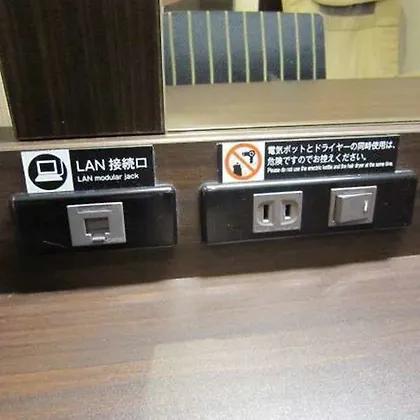 LAN 接続口
LAN modular jack
電気ポットとドライヤーの同時使用は、
危険ですのでお控えください。
Please do not use the electric kettle and the hair dryer at the same time.